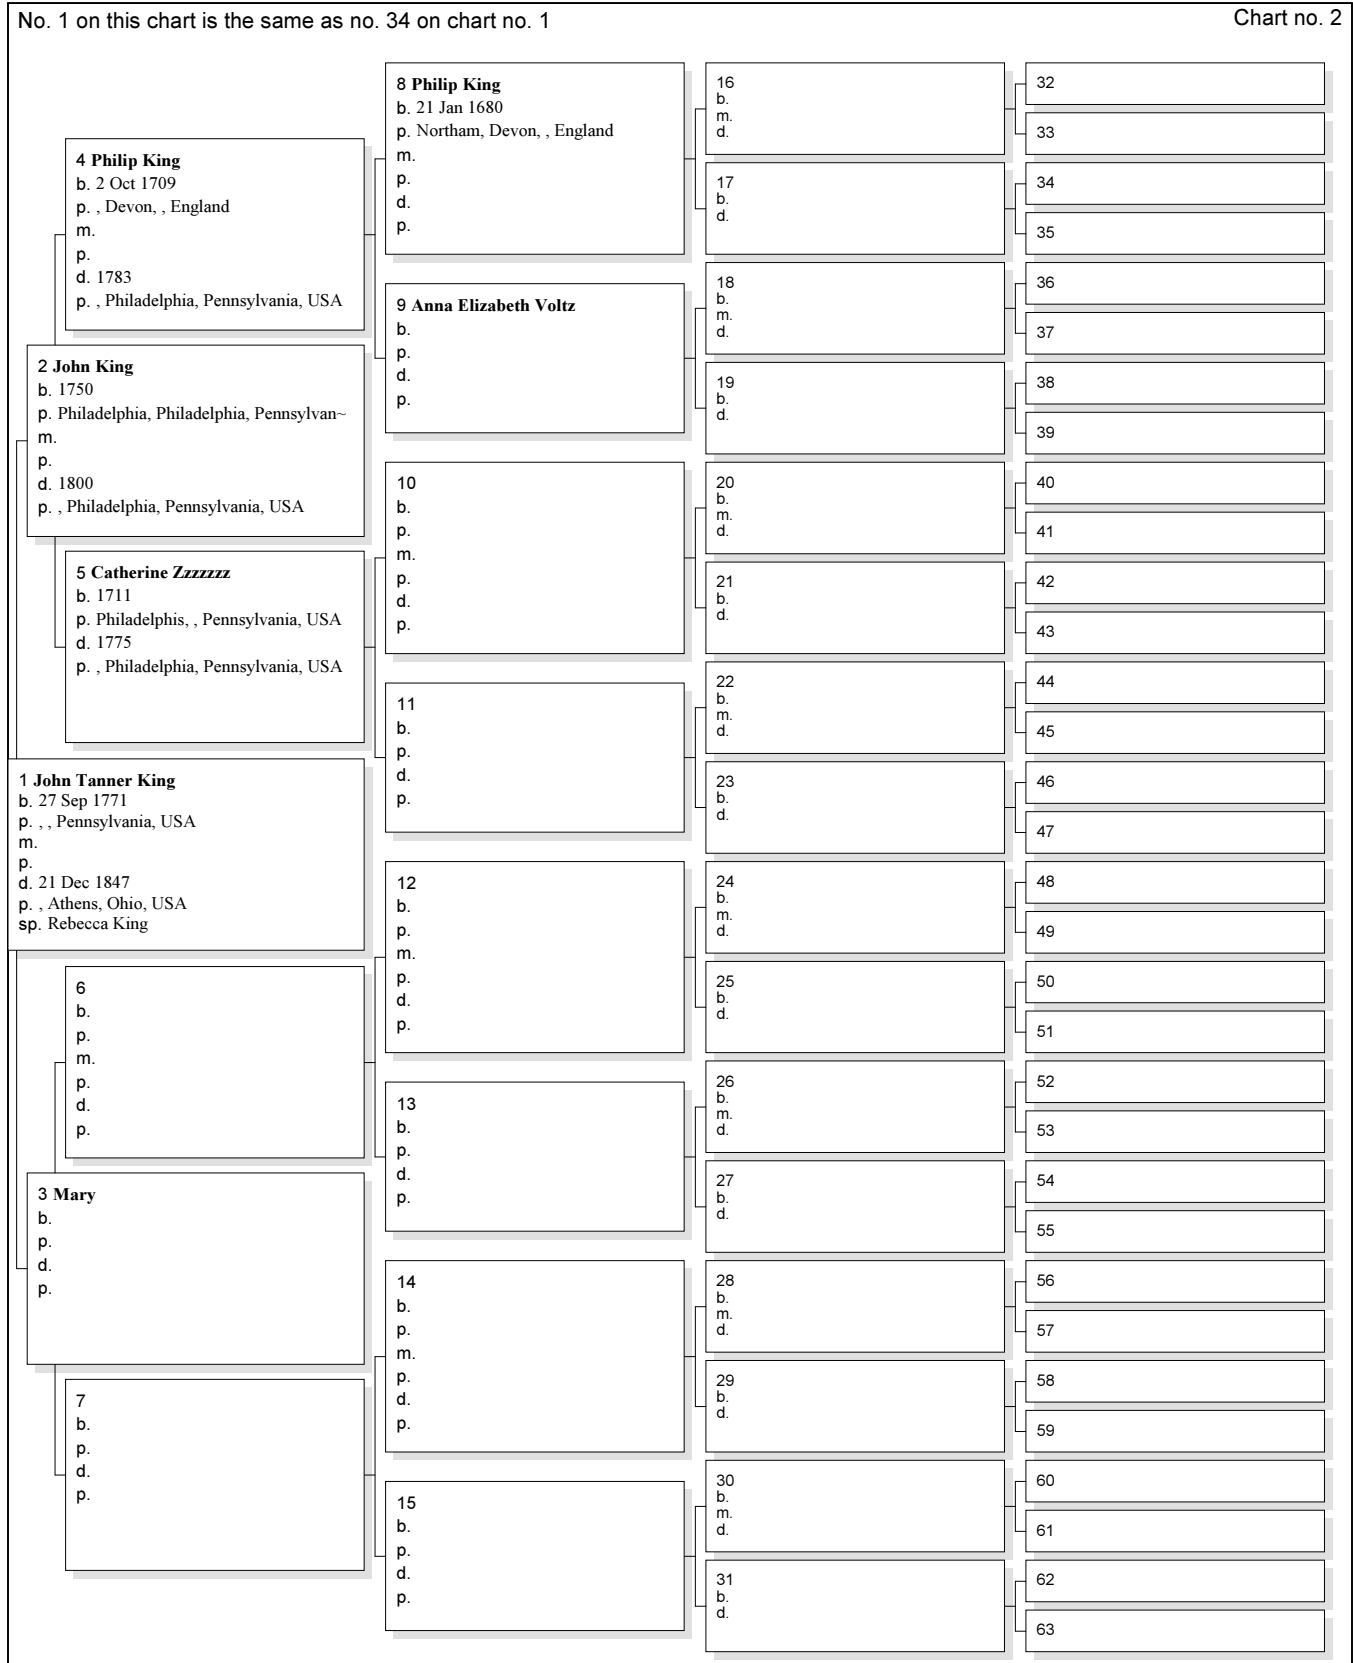 No. 1 on this chart is the same as no. 34 on chart no. 1
Chart no. 2
8 Philip King
b. 21 Jan 1680
p. Northam, Devon, , England
m.
p.
d.
p.
4 Philip King
b. 2 Oct 1709
p. , Devon, , England
m.
p.
d. 1783
p. , Philadelphia, Pennsylvania, USA
9 Anna Elizabeth Voltz
b.
p.
d.
p.
2 John King
b. 1750
p. Philadelphia, Philadelphia, Pennsylvan~
m.
p.
d. 1800
p. , Philadelphia, Pennsylvania, USA
10
b.
p.
m.
p.
d.
p.
5 Catherine Zzzzzzz
b. 1711
p. Philadelphis, , Pennsylvania, USA
d. 1775
p. , Philadelphia, Pennsylvania, USA
11
b.
p.
d.
p.
1 John Tanner King
b. 27 Sep 1771
p. , , Pennsylvania, USA
m.
p.
d. 21 Dec 1847
p. , Athens, Ohio, USA
sp. Rebecca King
12
b.
p.
m.
p.
d.
p.
6
b.
p.
m.
p.
d.
p.
13
b.
p.
d.
p.
3 Mary
b.
p.
d.
p.
14
b.
p.
m.
p.
d.
p.
7
b.
p.
d.
p.
15
b.
p.
d.
p.
16
b.
m.
d.
17
b.
d.
18
b.
m.
d.
19
b.
d.
20
b.
m.
d.
21
b.
d.
22
b.
m.
d.
23
b.
d.
24
b.
m.
d.
25
b.
d.
26
b.
m.
d.
27
b.
d.
28
b.
m.
d.
29
b.
d.
30
b.
m.
d.
31
b.
d.
32
33
34
35
36
37
38
39
40
41
42
43
44
45
46
47
48
49
50
51
52
53
54
55
56
57
58
59
60
61
62
63